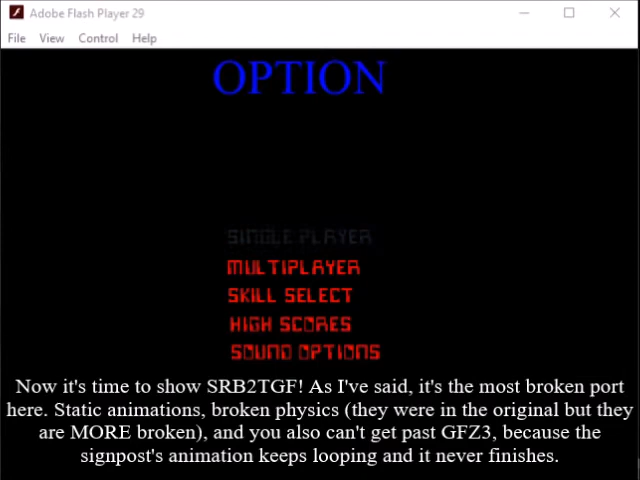 Adobe Flash Player 29
File View Control Help
OPTION
SINGLE PLAYER
MULTIPLAYER
SKILL SELECT
HIGH SCORES
SOUND OPTIONS
Now it's time to show SRB2TGF! As I've said, it's the most broken port
here. Static animations, broken physics (they were in the original but they
are MORE broken), and you also can't get past GFZ3, because the
signpost's animation keeps looping and it never finishes.